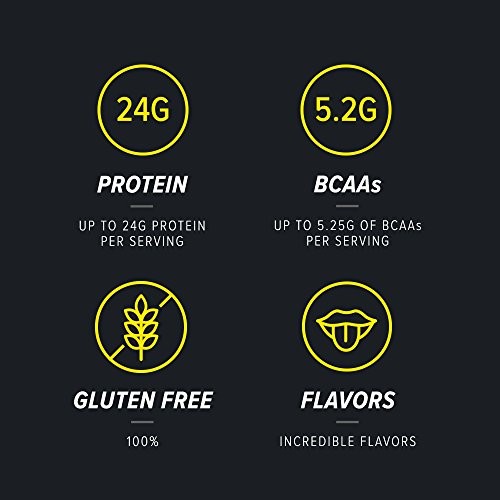 24G
PROTEIN
UP TO 24G PROTEIN
PER SERVING
5.2G
BCAAs
UP TO 5.25G OF BCAAs
PER SERVING
GLUTEN FREE
100%
FLAVORS
INCREDIBLE FLAVORS